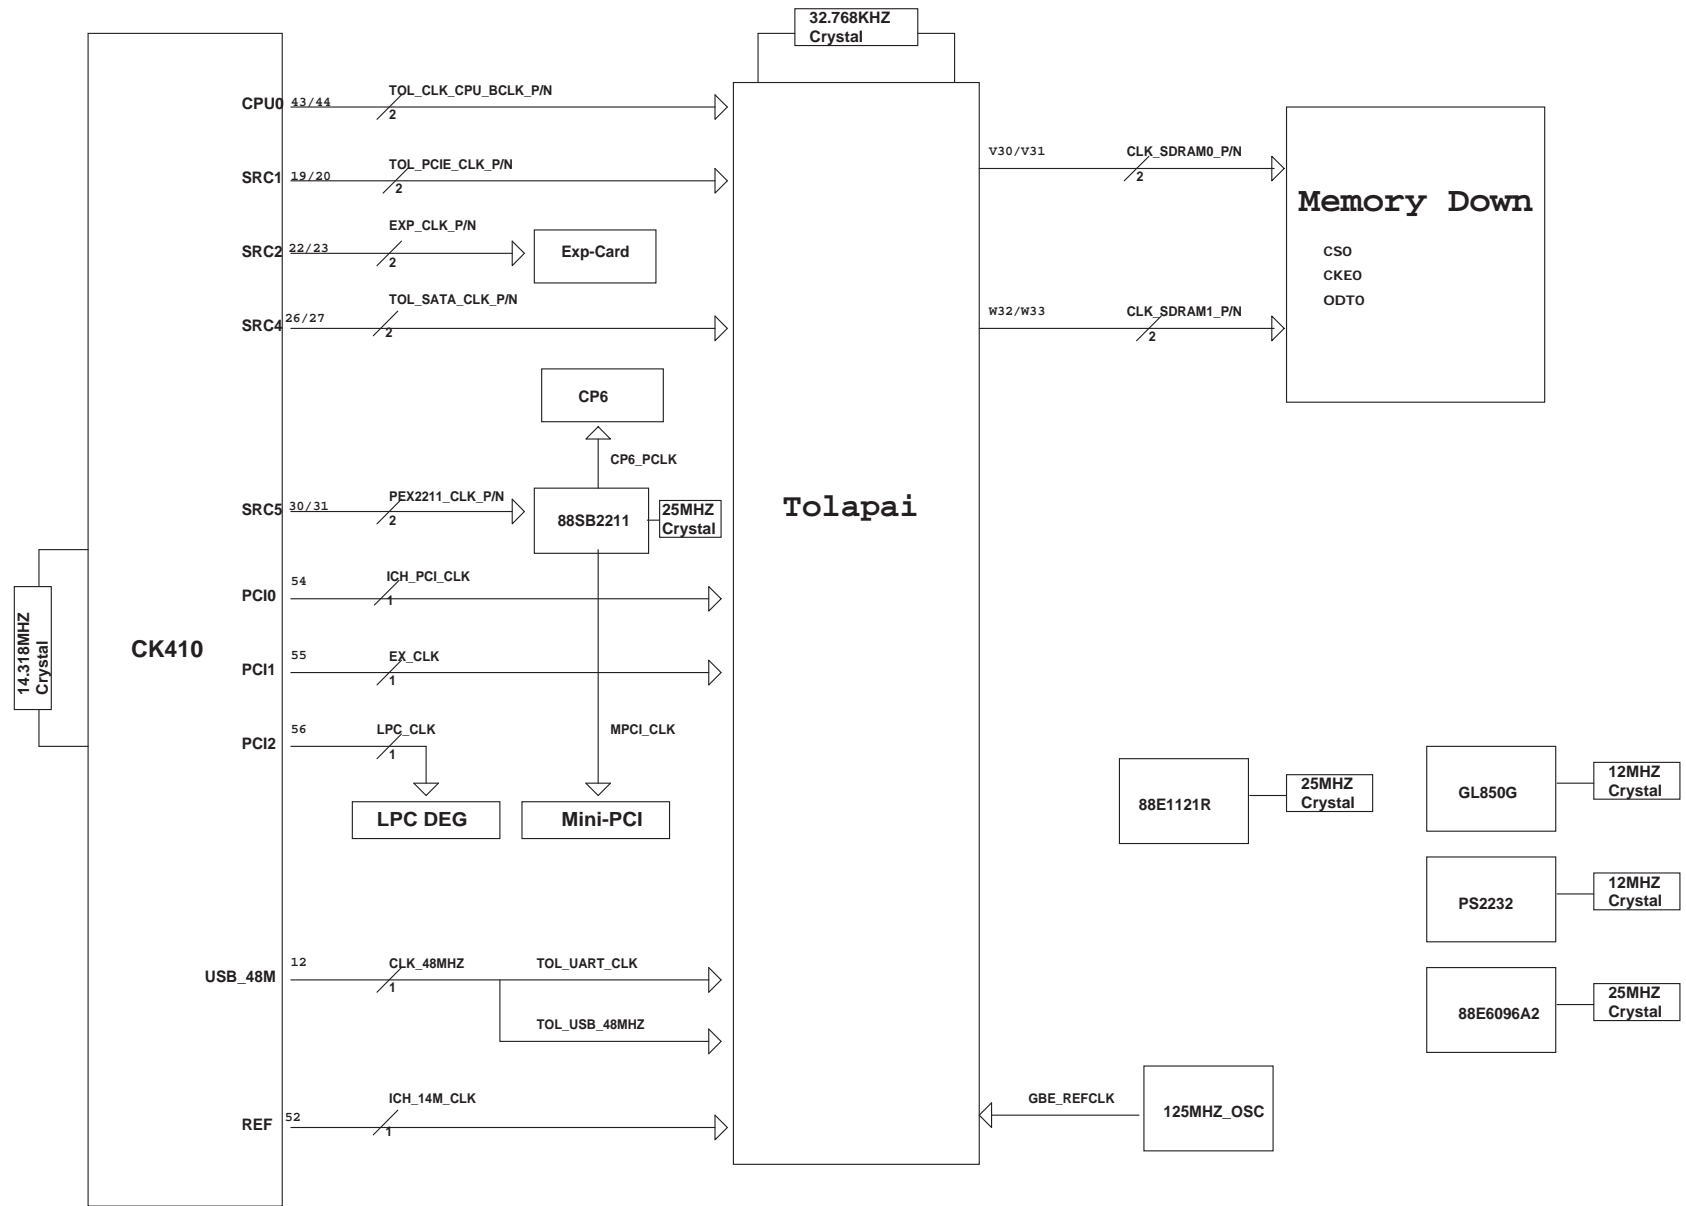 32.768KHZ
Crystal
CPU0 43/44 TOL_CLK_CPU_BCLK_P/N
2
SRC1 19/20 TOL_PCIE_CLK_P/N
2
SRC2 22/23 EXP_CLK_P/N
2
Exp-Card
SRC4 26/27 TOL_SATA_CLK_P/N
2
CP6
CP6_PCLK
SRC5 30/31 PEX2211_CLK_P/N
2
88SB2211
25MHZ
Crystal
PCI0 54 ICH_PCI_CLK
1
14.318MHZ
Crystal
CK410
PCI1 55 EX_CLK
1
PCI2 56 LPC_CLK
1
MPCI_CLK
LPC DEG
Mini-PCI
USB_48M 12 CLK_48MHZ
1
TOL_UART_CLK
TOL_USB_48MHZ
REF 52 ICH_14M_CLK
1
Tolapai
V30/V31 CLK_SDRAM0_P/N
2
W32/W33 CLK_SDRAM1_P/N
2
Memory Down
CS0
CKE0
ODT0
88E1121R
25MHZ
Crystal
GL850G
12MHZ
Crystal
PS2232
12MHZ
Crystal
88E6096A2
25MHZ
Crystal
GBE_REFCLK
125MHZ_OSC